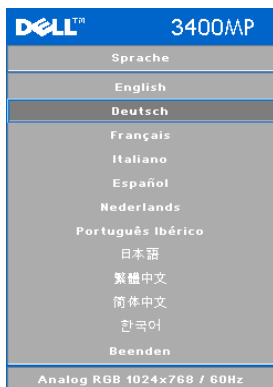 DELL™ 3400MP
Sprache
English
Deutsch
Français
Italiano
Español
Nederlands
Português Ibérico
日本語
繁體中文
简体中文
한국어
Beenden
Analog RGB 1024x768 / 60Hz